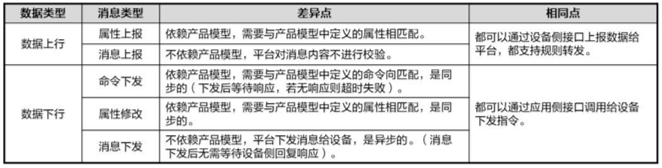 数据类型 消息类型 差异点 相同点
数据上行
属性上报 依赖产品模型，需要与产品模型中定义的属性相匹配。
消息上报 不依赖产品模型，平台对消息内容不进行校验。
都可以通过设备侧接口上报数据给
平台，都支持规则转发。
数据下行
命令下发
依赖产品模型，需要与产品模型中定义的命令向匹配，是同
步的（下发后等待响应，若无响应则超时失败）。
属性修改
依赖产品模型，需要与产品模型中定义的属性相匹配，是同
步的。
消息下发
不依赖产品模型，平台下发消息给设备，是异步的。（消息
下发后无需等待设备侧回复响应）。
都可以通过应用侧接口调用给设备
下发指令。